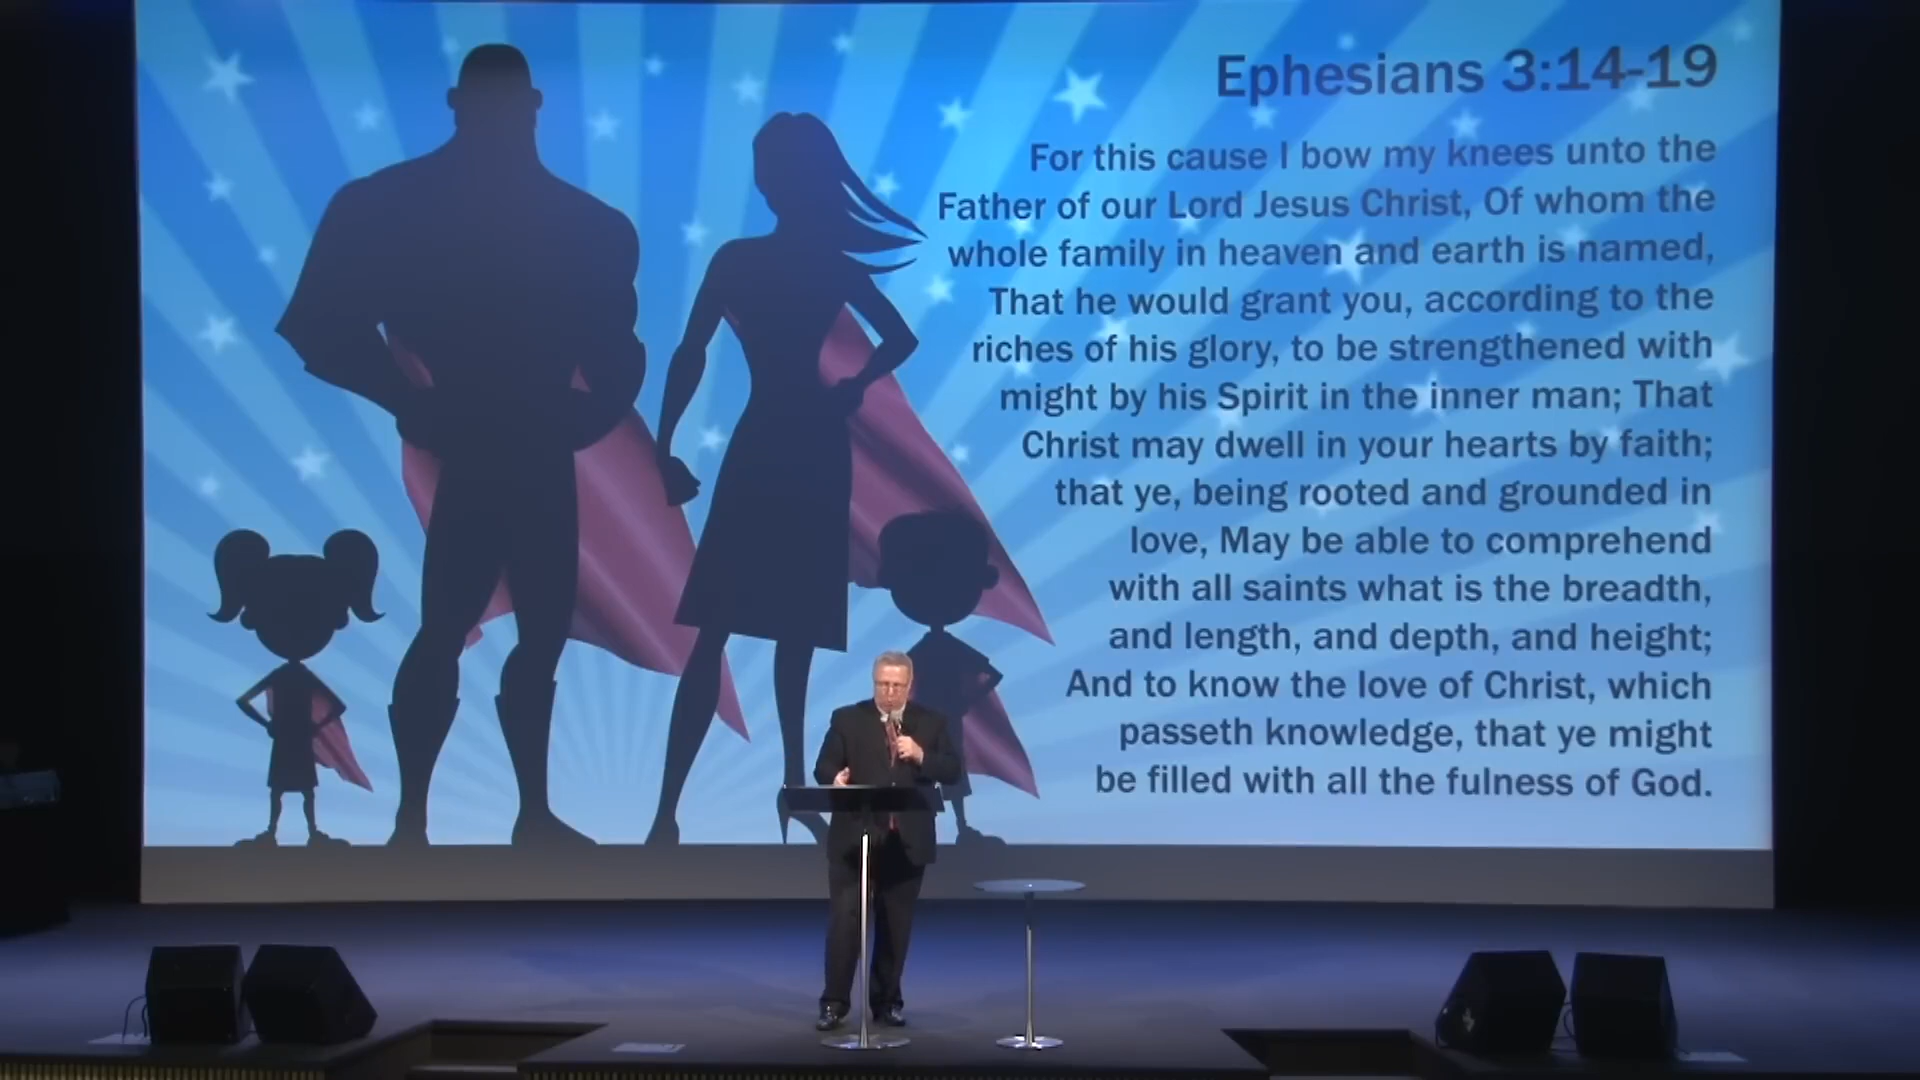 Ephesians 3:14-19
For this cause I bow my knees unto the
Father of our Lord Jesus Christ, Of whom the
whole family in heaven and earth is named,
That he would grant you, according to the
riches of his glory, to be strengthened with
might by his Spirit in the inner man; That
Christ may dwell in your hearts by faith;
that ye, being rooted and grounded in
love, May be able to comprehend
with all saints what is the breadth,
and length, and depth, and height;
And to know the love of Christ, which
passeth knowledge, that ye might
be filled with all the fulness of God.